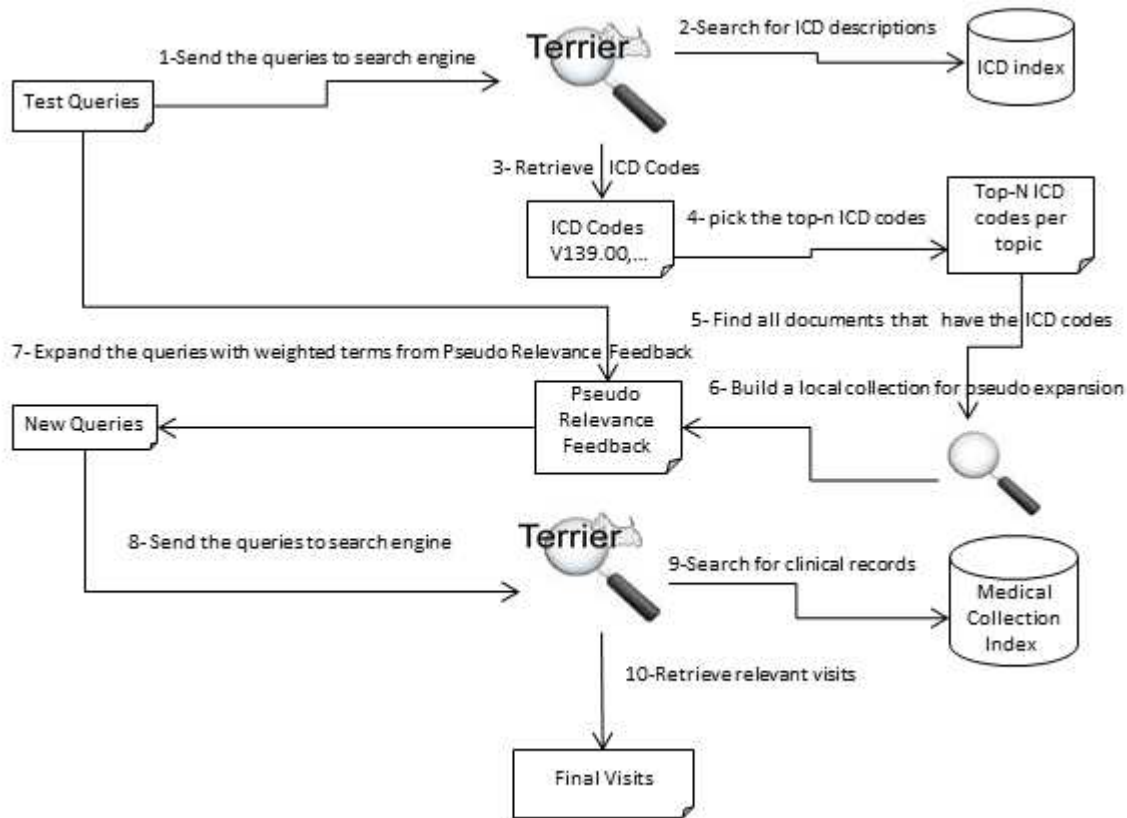 2-Search for ICD descriptions
Terrier
1-Send the queries to search engine
ICD index
Test Queries
3- Retrieve ICD Codes
Top-N ICD
codes per
topic
4- pick the top-n ICD codes
ICD Codes
V139.00,...
5- Find all documents that have the ICD codes
7- Expand the queries with weighted terms from Pseudo Relevance Feedback
6- Build a local collection for pseudo expansion
Pseudo
Relevance
Feedback
New Queries
Terrier
8- Send the queries to search engine
9-Search for clinical records
Medical
Collection
Index
10-Retrieve relevant visits
Final Visits